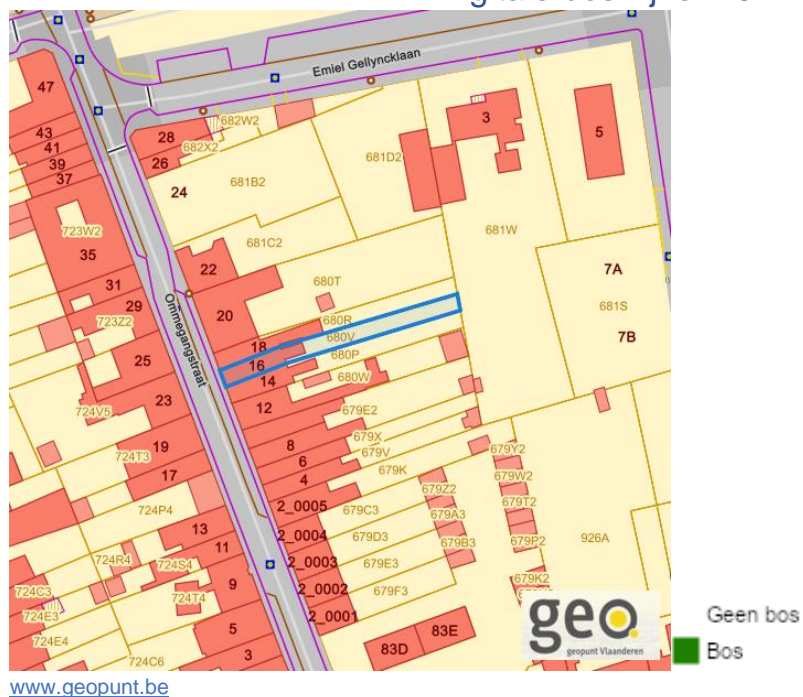 Emiel Gellyncklaan
47
43
41
39
37
28
682W2
682X2
26
24
681B2
681D2
3
5
723W2
35
681C2
681W
22
7A
31
680T
681S
29
723Z2
20
Ommegangstraat
680R
680V
7B
18
680P
16
25
14
680W
724V5
23
12
679E2
19
8
679X
679V
724T3
6
679Y2
17
4
679K
679W2
679Z2
2_0005
679C3
679T2
724P4
679A3
13
2_0004
679D3
679B3
679P2
926A
11
724R4
724S4
2_0003
679E3
679K2
9
2_0002
679F3
724C3
724T4
724E3
2_0001
5
83E
724E4
83D
3
724C6
geo
geopunt Vlaanderen
Geen bos
Bos
www.geopunt.be